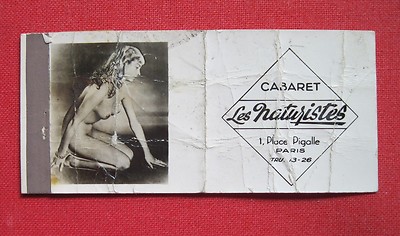 CABARET
Les Naturistes
1, Place Pigalle
PARIS
TRU. 13-26